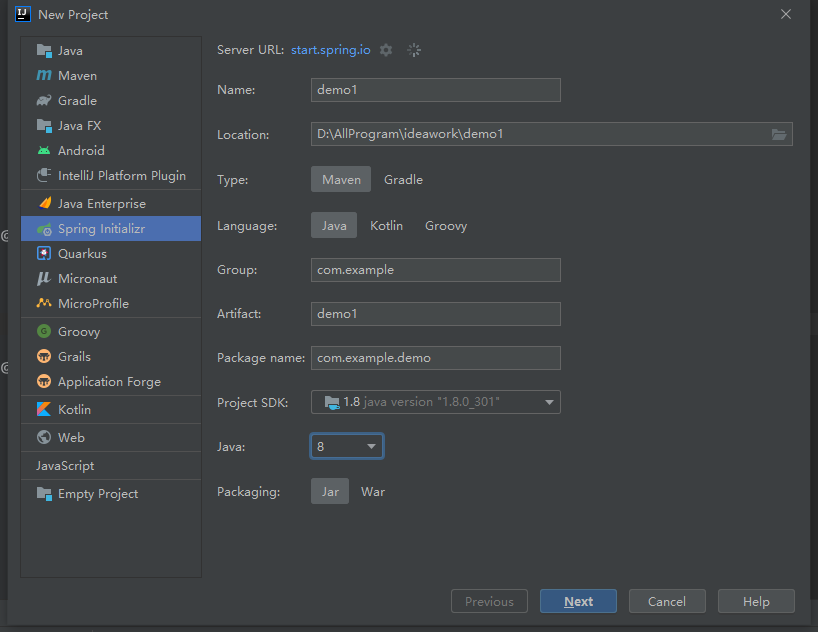 New Project
Java
Maven
Gradle
Java FX
Android
IntelliJ Platform Plugin
Java Enterprise
Spring Initializr
Quarkus
Micronaut
MicroProfile
Groovy
Grails
Application Forge
Kotlin
Web
JavaScript
Empty Project
Server URL: start.spring.io
Name: demo1
Location: D:\AllProgram\ideawork\demo1
Type: Maven Gradle
Language: Java Kotlin Groovy
Group: com.example
Artifact: demo1
Package name: com.example.demo
Project SDK: 1.8 java version "1.8.0_301"
Java: 8
Packaging: Jar War
Previous Next Cancel Help